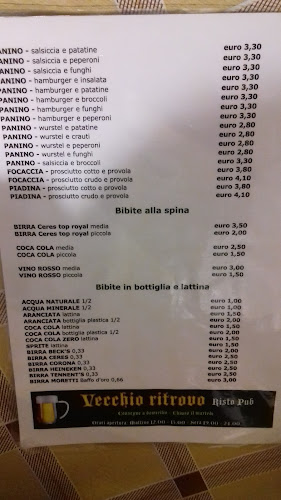 PANINO - salsiccia e patatine euro 3,30
PANINO - salsiccia e peperoni euro 3,30
PANINO - salsiccia e funghi euro 3,30
PANINO - hamburger e insalata euro 3,30
PANINO - hamburger e patatine euro 3,30
PANINO - hamburger e broccoli euro 3,30
PANINO - hamburger e funghi euro 3,30
PANINO - hamburger e peperoni euro 3,30
PANINO - wurstel e patatine euro 2,80
PANINO - wurstel e crauti euro 2,80
PANINO - wurstel e peperoni euro 2,80
PANINO - wurstel e funghi euro 2,80
PANINO - salsiccia e broccoli euro 3,30
FOCACCIA - prosciutto cotto e provola euro 3,80
FOCACCIA - prosciutto crudo e provola euro 4,10
PIADINA - prosciutto cotto e provola euro 3,80
PIADINA - prosciutto crudo e provola euro 4,10
Bibite alla spina
BIRRA Ceres top royal media euro 3,50
BIRRA Ceres top royal piccola euro 2,00
COCA COLA media euro 2,50
COCA COLA piccola euro 1,50
VINO ROSSO media euro 3,00
VINO ROSSO piccola euro 1,50
Bibite in bottiglia e lattina
ACQUA NATURALE 1/2 euro 1,00
ACQUA MINERALE 1/2 euro 1,00
ARANCIATA lattina euro 1,50
ARANCIATA bottiglia plastica 1/2 euro 2,00
COCA COLA lattina euro 1,50
COCA COLA bottiglia plastica 1/2 euro 2,00
COCA COLA ZERO lattina euro 1,50
SPRITE lattina euro 1,50
BIRRA BECK'S 0,33 euro 2,00
BIRRA CERES 0,33 euro 2,50
BIRRA CORONA 0,33 euro 2,50
BIRRA HEINEKEN 0,33 euro 2,00
BIRRA TENNENT'S 0,33 euro 2,50
BIRRA MORETTI Baffo d'oro 0,66 euro 3,00
Vecchio ritrovo Risto Pub